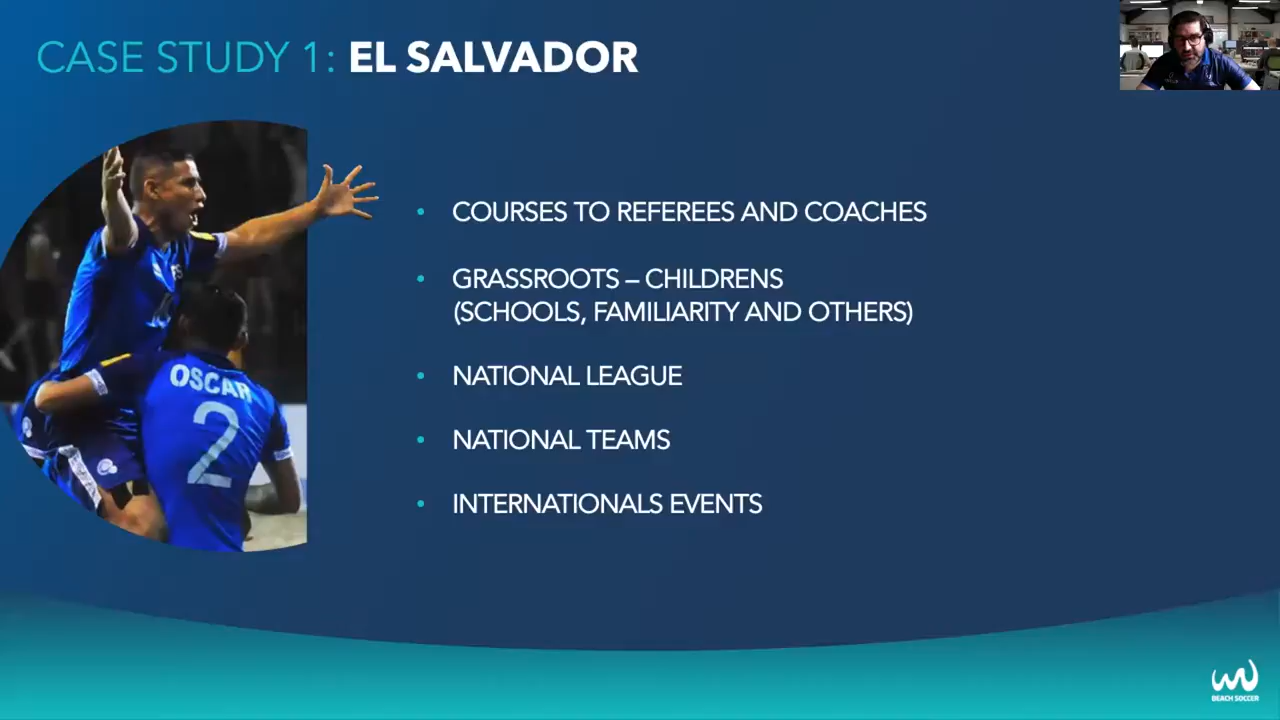 CASE STUDY 1: EL SALVADOR
• COURSES TO REFEREES AND COACHES
• GRASSROOTS – CHILDRENS
(SCHOOLS, FAMILIARITY AND OTHERS)
• NATIONAL LEAGUE
• NATIONAL TEAMS
• INTERNATIONALS EVENTS
OSCAR
2
BEACH SOCCER